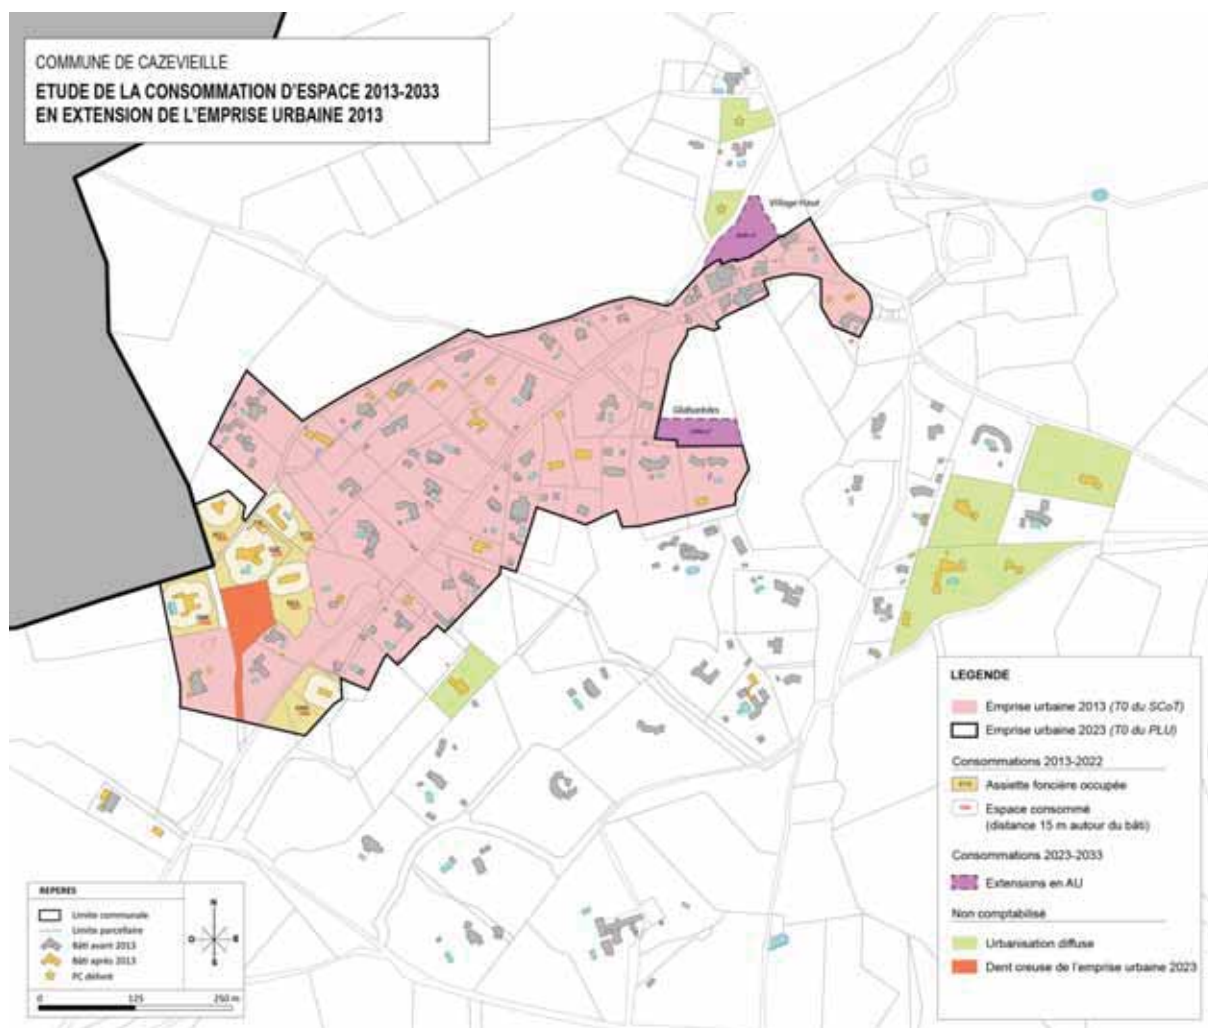 COMMUNE DE CAZEVIEILLE
ETUDE DE LA CONSOMMATION D'ESPACE 2013-2033
EN EXTENSION DE L'EMPRISE URBAINE 2013
Village Haut
LEGENDE
Emprise urbaine 2013 (T0 du SCoT)
Emprise urbaine 2023 (T0 du PLU)
Consommations 2013-2022
Assiette foncière occupée
Espace consommé
(distance 15 m autour du bâti)
Consommations 2023-2033
Extensions en AU
Non comptabilisé
Urbanisation diffuse
Dent creuse de l'emprise urbaine 2023
REPERES
Limite communale
Limite parcellaire
Bâti avant 2013
Bâti après 2013
PC délivré
N
O
E
S
0
125
250 m